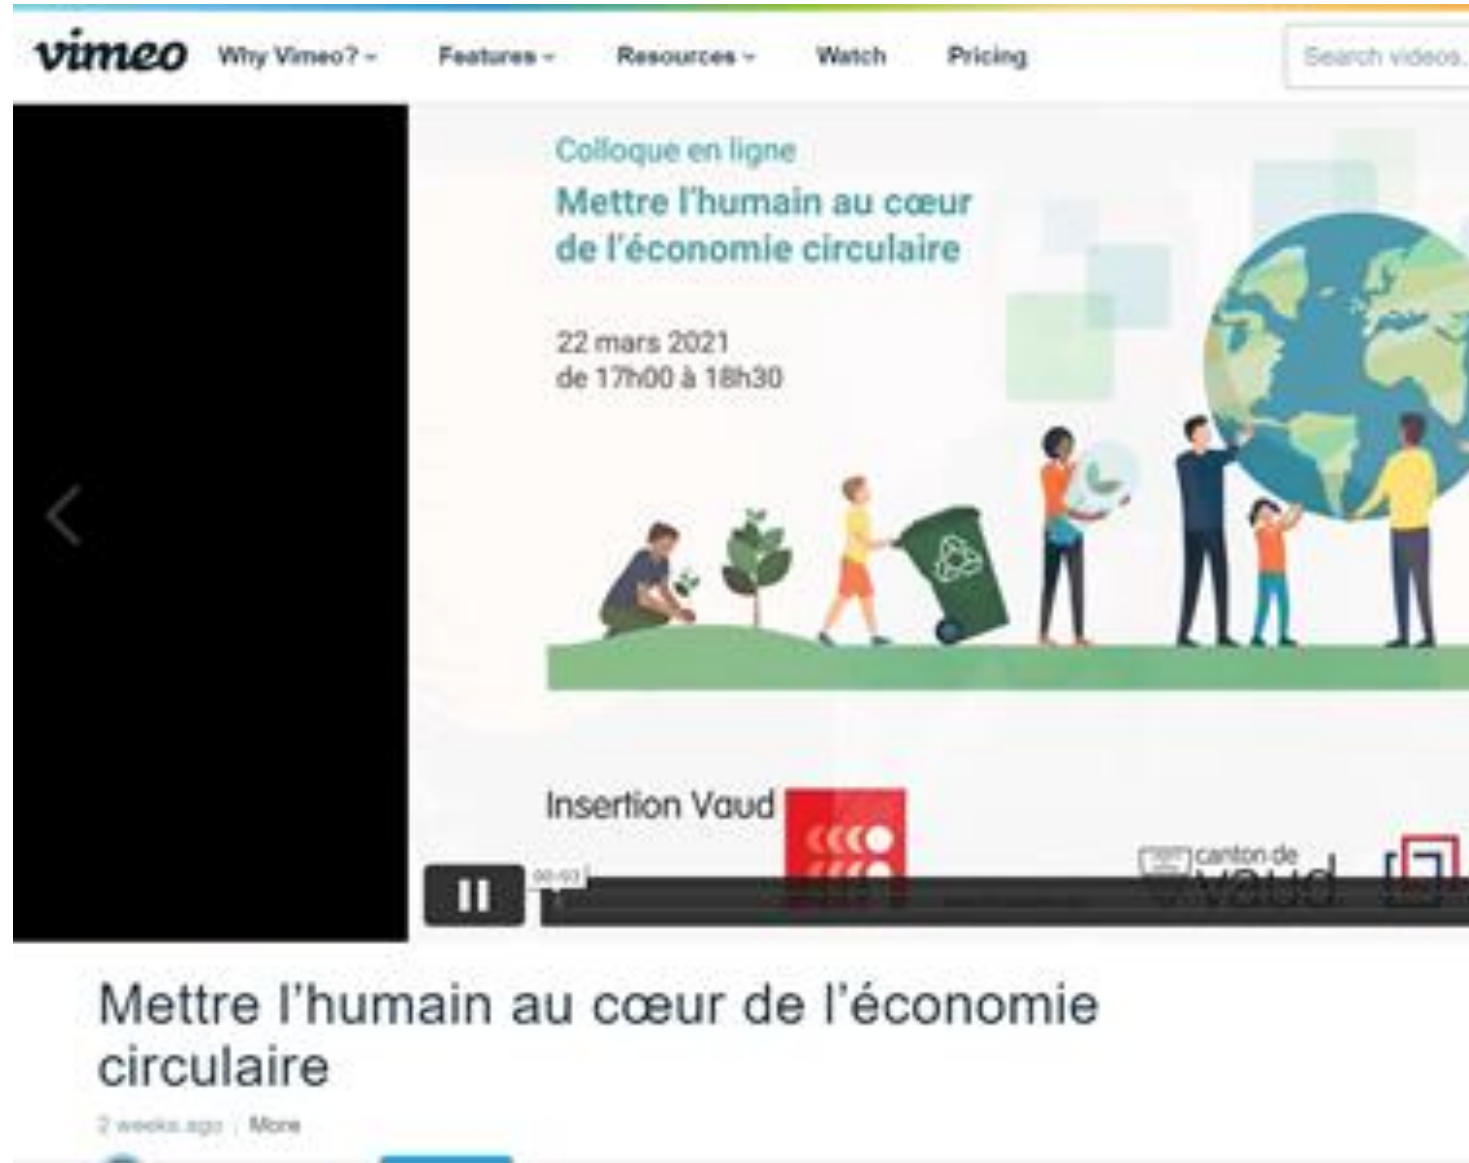 vimeo Why Vimeo? Features Resources Watch Pricing Search videos.
Colloque en ligne
Mettre l'humain au cœur
de l'économie circulaire
22 mars 2021
de 17h00 à 18h30
Insertion Vaud
canton de
vaud
Mettre l'humain au cœur de l'économie
circulaire
2 weeks ago More